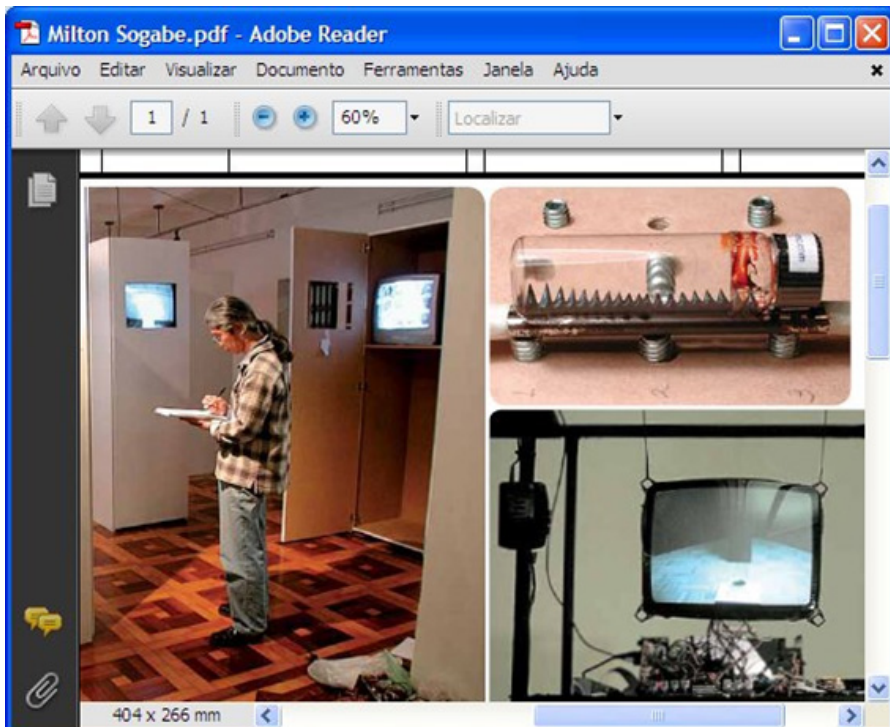 Milton Sogabe.pdf - Adobe Reader
Arquivo Editar Visualizar Documento Ferramentas Janela Ajuda
1 / 1 60% Localizar
404 x 266 mm